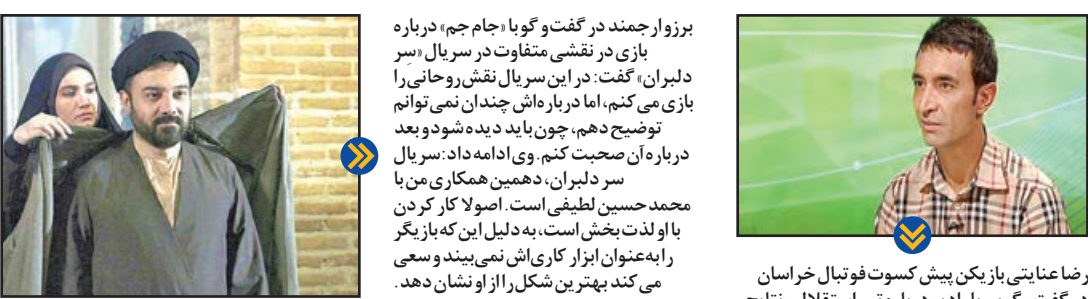 رضا عنایتی بازیکن پیش کسوت فوتبال خراسان
برزو ارجمند در گفت‌و گو با «جام جم» درباره
بازی در نقشی متفاوت در سریال «سِر
دلبران» گفت: در این سریال نقش روحانی را
بازی می‌کنم، اما درباره‌اش چندان نمی‌توانم
توضیح دهم، چون باید دیده شود و بعد
درباره آن صحبت کنم. وی ادامه داد: سریال
سر دلبران، دهمین همکاری من با
محمدحسین لطیفی است. اصولا کار کردن
با او لذت بخش است، به دلیل این که بازیگر
را به‌عنوان ابزار کاری‌اش نمی‌بیند و سعی
می‌کند بهترین شکل را از او نشان دهد.